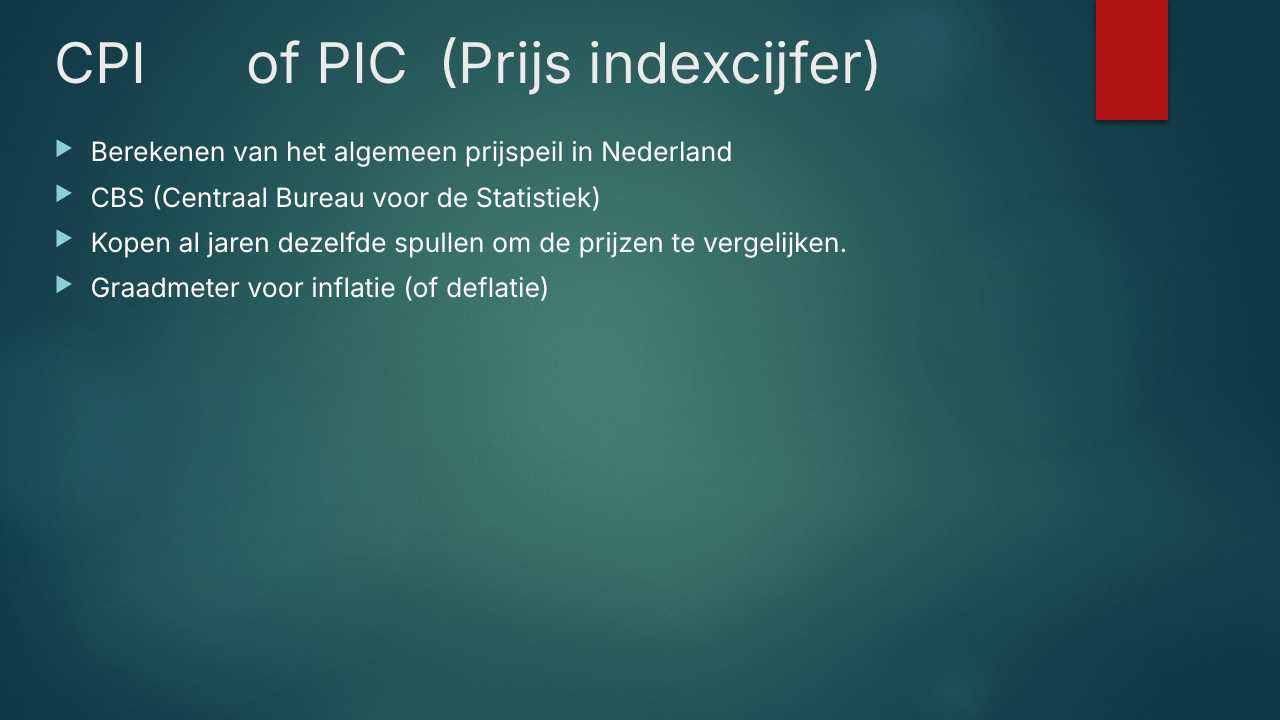 CPI of PIC (Prijs indexcijfer)
Berekenen van het algemeen prijspeil in Nederland
CBS (Centraal Bureau voor de Statistiek)
Kopen al jaren dezelfde spullen om de prijzen te vergelijken.
Graadmeter voor inflatie (of deflatie)